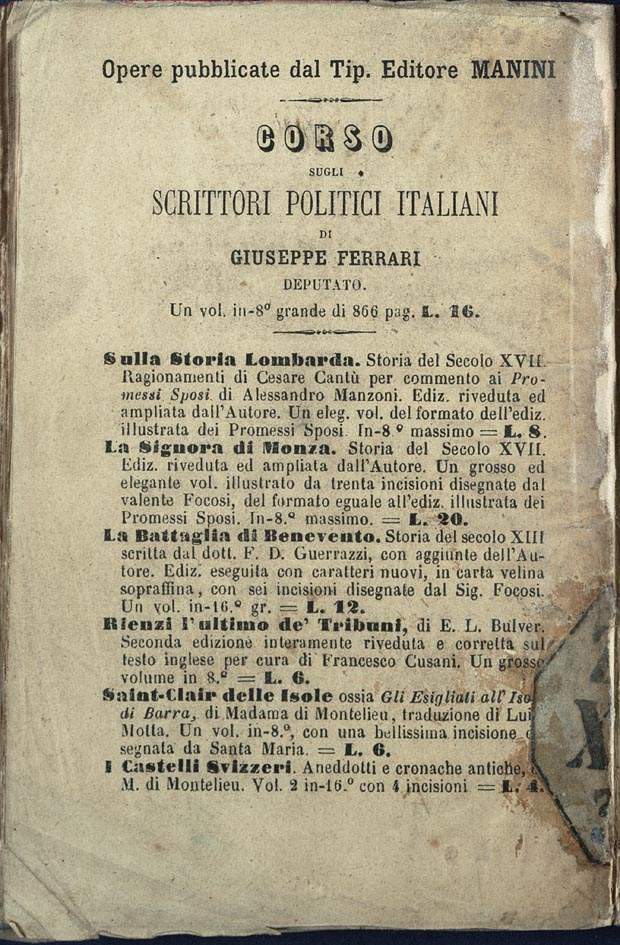 Opere pubblicate dal Tip. Editore MANINI
CORSO
SUGLI
SCRITTORI POLITICI ITALIANI
DI
GIUSEPPE FERRARI
DEPUTATO.
Un vol. in-8º grande di 866 pag. L. 16.
Sulla Storia Lombarda. Storia del Secolo XVII.
Ragionamenti di Cesare Cantù per commento ai Pro-
messi Sposi di Alessandro Manzoni. Ediz. riveduta ed
ampliata dall'Autore. Un eleg. vol. del formato dell'ediz.
illustrata dei Promessi Sposi. In-8.º massimo = L. 8.
La Signora di Monza. Storia del Secolo XVII.
Ediz. riveduta ed ampliata dall'Autore. Un grosso ed
elegante vol. illustrato da trenta incisioni disegnate dal
valente Focosi, del formato eguale all'ediz. illustrata dei
Promessi Sposi. In-8.º massimo. = L. 20.
La Battaglia di Benevento. Storia del secolo XIII
scritta dal dott. F. D. Guerrazzi, con aggiunte dell'Au-
tore. Ediz. eseguita con caratteri nuovi, in carta velina
sopraffina, con sei incisioni disegnate dal Sig. Focosi.
Un vol. in-16.º gr. = L. 12.
Rienzi l'ultimo de' Tribuni, di E. L. Bulver.
Seconda edizione interamente riveduta e corretta sul
testo inglese per cura di Francesco Cusani. Un grosso
volume in 8.º = L. 6.
Saint-Clair delle Isole ossia Gli Esigliati all'Iso
di Barra, di Madama di Montelieu, traduzione di Lui
Motta. Un vol. in-8.º, con una bellissima incisione
segnata da Santa Maria. = L. 6.
I Castelli Svizzeri. Aneddotti e cronache antiche,
M. di Montelieu. Vol. 2 in-16.º con 4 incisioni = L. 4.
X